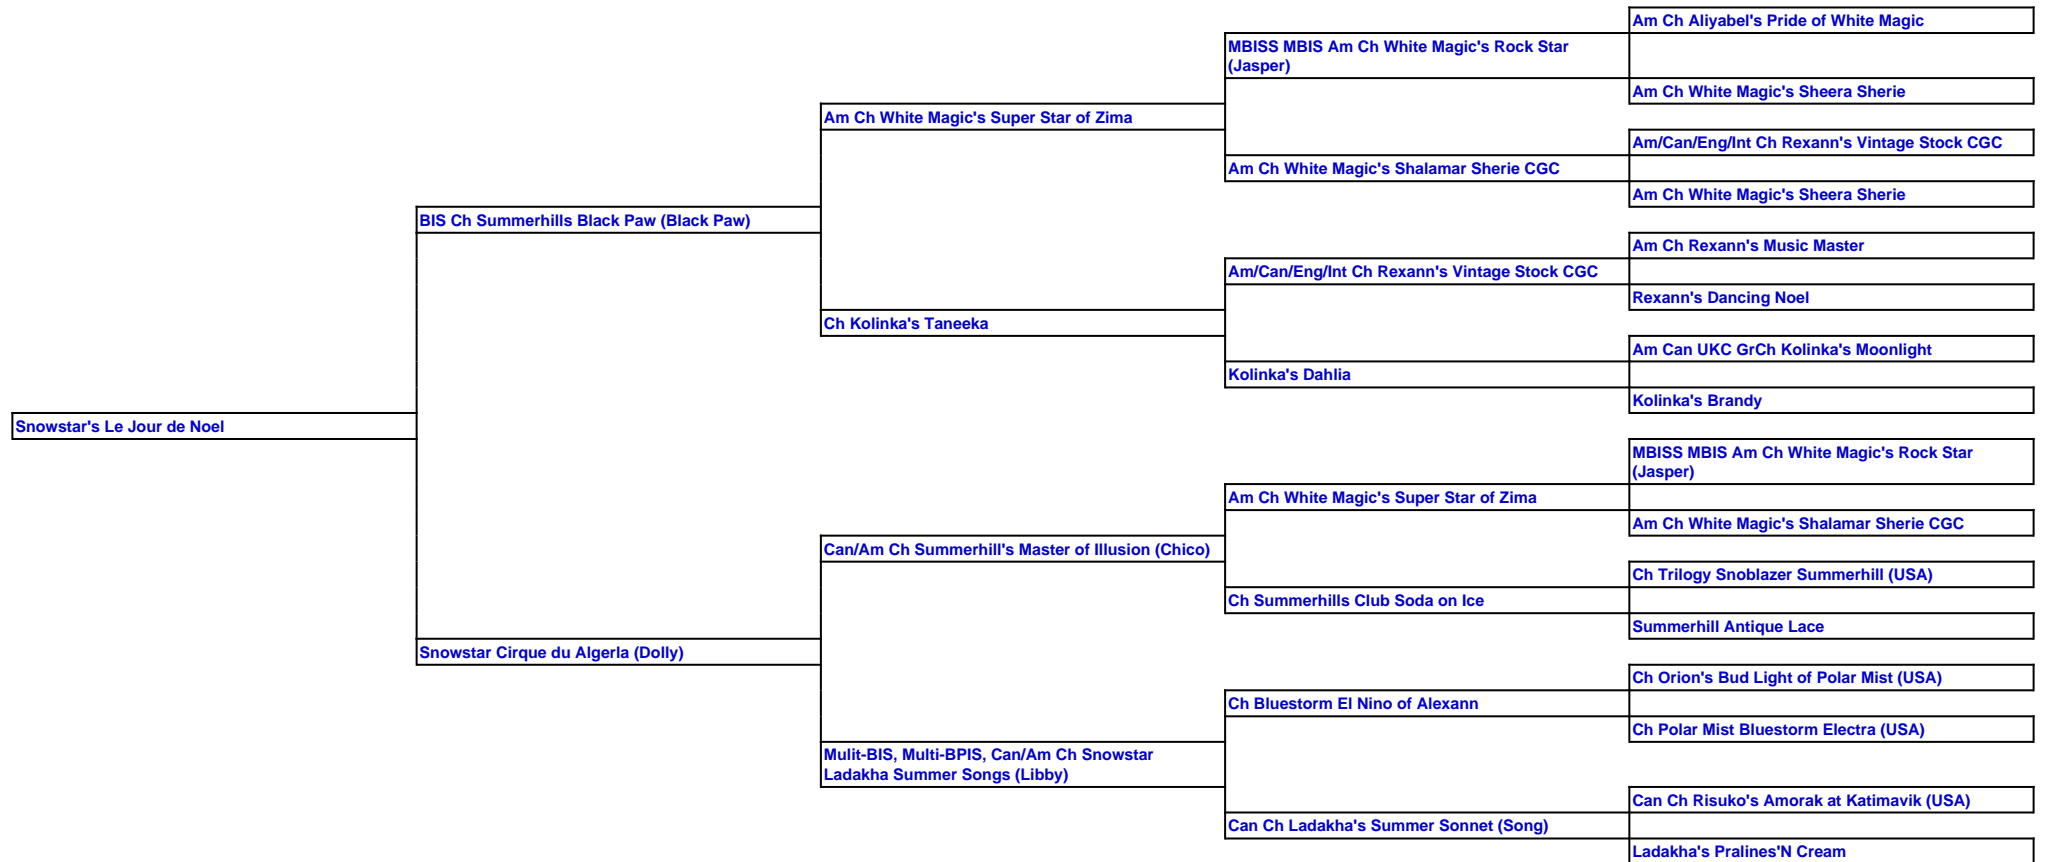 Am Ch Aliyabel's Pride of White Magic
MBISS MBIS Am Ch White Magic's Rock Star
(Jasper)
Am Ch White Magic's Sheera Sherie
Am Ch White Magic's Super Star of Zima
Am/Can/Eng/Int Ch Rexann's Vintage Stock CGC
Am Ch White Magic's Shalamar Sherie CGC
Am Ch White Magic's Sheera Sherie
BIS Ch Summerhills Black Paw (Black Paw)
Am Ch Rexann's Music Master
Am/Can/Eng/Int Ch Rexann's Vintage Stock CGC
Rexann's Dancing Noel
Ch Kolinka's Taneeka
Am Can UKC GrCh Kolinka's Moonlight
Kolinka's Dahlia
Kolinka's Brandy
Snowstar's Le Jour de Noel
MBISS MBIS Am Ch White Magic's Rock Star
(Jasper)
Am Ch White Magic's Super Star of Zima
Am Ch White Magic's Shalamar Sherie CGC
Can/Am Ch Summerhill's Master of Illusion (Chico)
Ch Trilogy Snoblazer Summerhill (USA)
Ch Summerhills Club Soda on Ice
Summerhill Antique Lace
Snowstar Cirque du AlgerIa (Dolly)
Ch Orion's Bud Light of Polar Mist (USA)
Ch Bluestorm El Nino of Alexann
Ch Polar Mist Bluestorm Electra (USA)
Mulit-BIS, Multi-BPIS, Can/Am Ch Snowstar
Ladakha Summer Songs (Libby)
Can Ch Risuko's Amorak at Katimavik (USA)
Can Ch Ladakha's Summer Sonnet (Song)
Ladakha's Pralines'N Cream